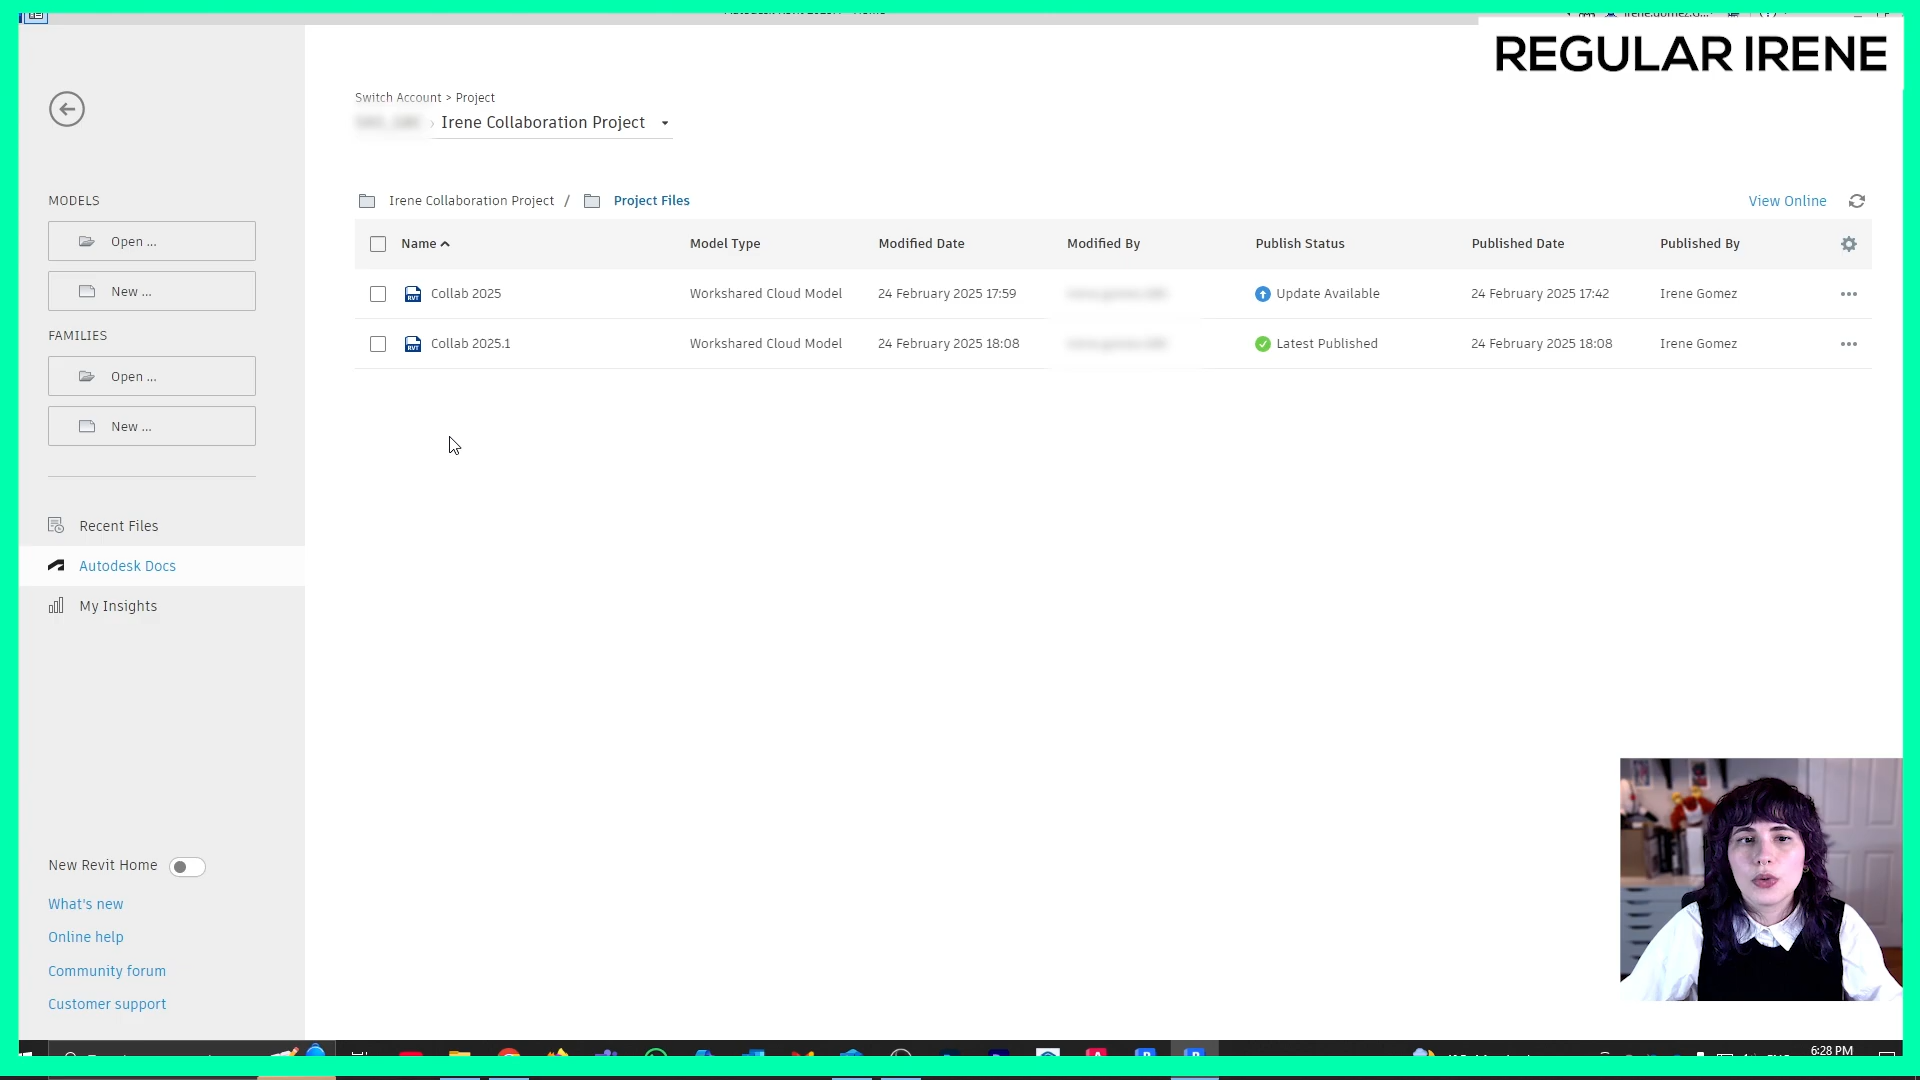 REGULAR IRENE
Switch Account > Project
› Irene Collaboration Project
MODELS
Open ...
New ...
FAMILIES
Open ...
New ...
Recent Files
Autodesk Docs
My Insights
New Revit Home
What's new
Online help
Community forum
Customer support
Irene Collaboration Project / Project Files
View Online
Name Model Type Modified Date Modified By Publish Status Published Date Published By
RVT Collab 2025 Workshared Cloud Model 24 February 2025 17:59 Update Available 24 February 2025 17:42 Irene Gomez
RVT Collab 2025.1 Workshared Cloud Model 24 February 2025 18:08 Latest Published 24 February 2025 18:08 Irene Gomez
6:28 PM